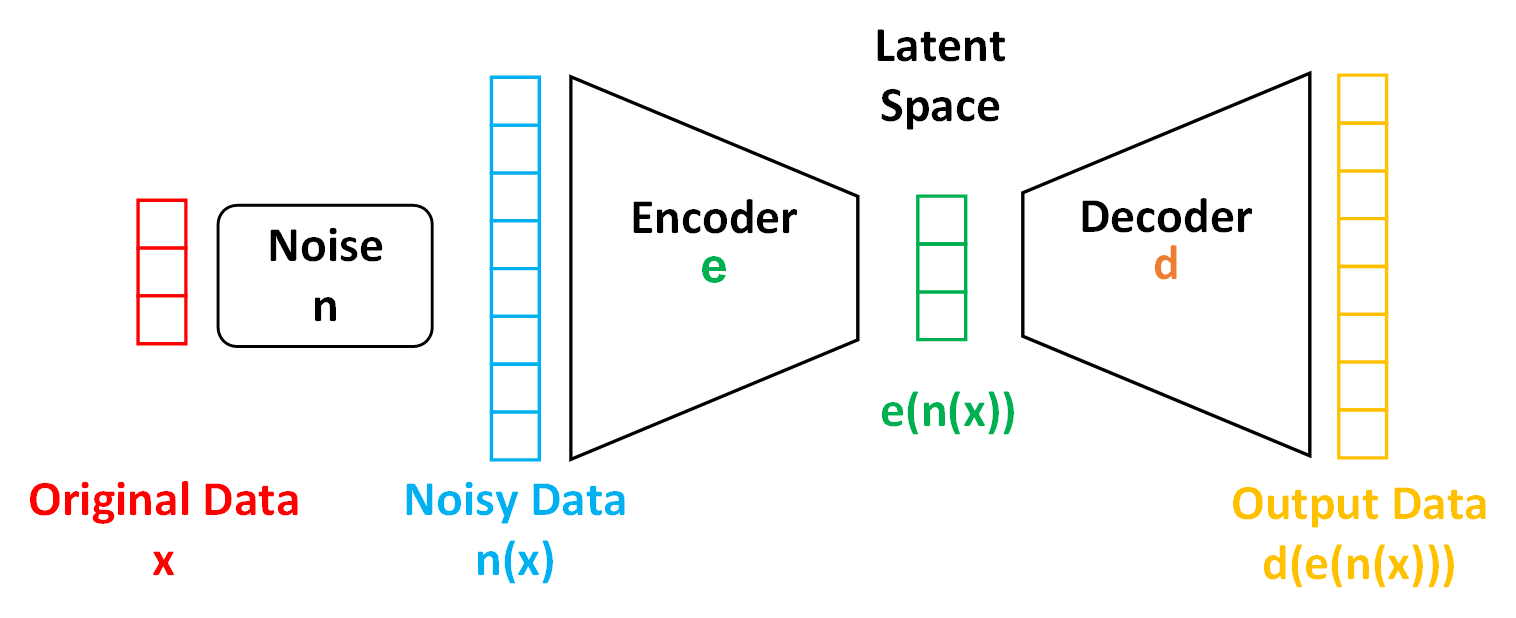 Original Data
x
Noise
n
Noisy Data
n(x)
Encoder
e
Latent
Space
e(n(x))
Decoder
d
Output Data
d(e(n(x)))